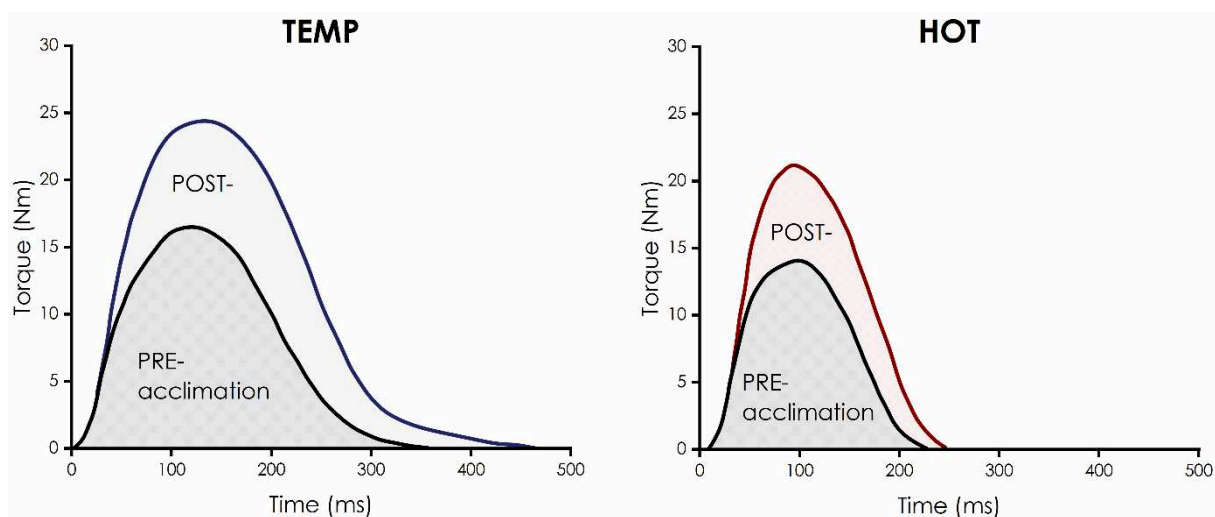 TEMP
30
25
20
15
10
5
0
Torque (Nm)
POST-
PRE-
acclimation
0 100 200 300 400 500
Time (ms)
HOT
30
25
20
15
10
5
0
Torque (Nm)
POST-
PRE-
acclimation
0 100 200 300 400 500
Time (ms)